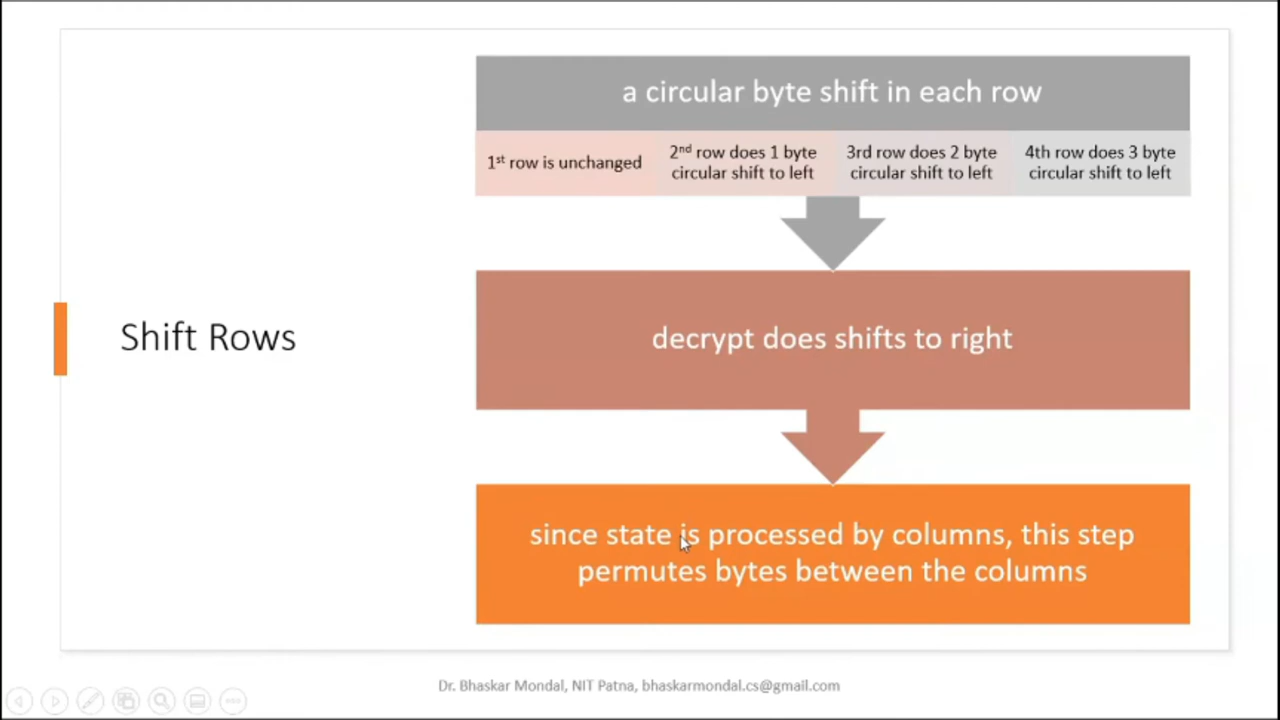 Shift Rows
a circular byte shift in each row
1st row is unchanged
2nd row does 1 byte
circular shift to left
3rd row does 2 byte
circular shift to left
4th row does 3 byte
circular shift to left
decrypt does shifts to right
since state is processed by columns, this step
permutes bytes between the columns
Dr. Bhaskar Mondal, NIT Patna, bhaskarmondal.cs@gmail.com